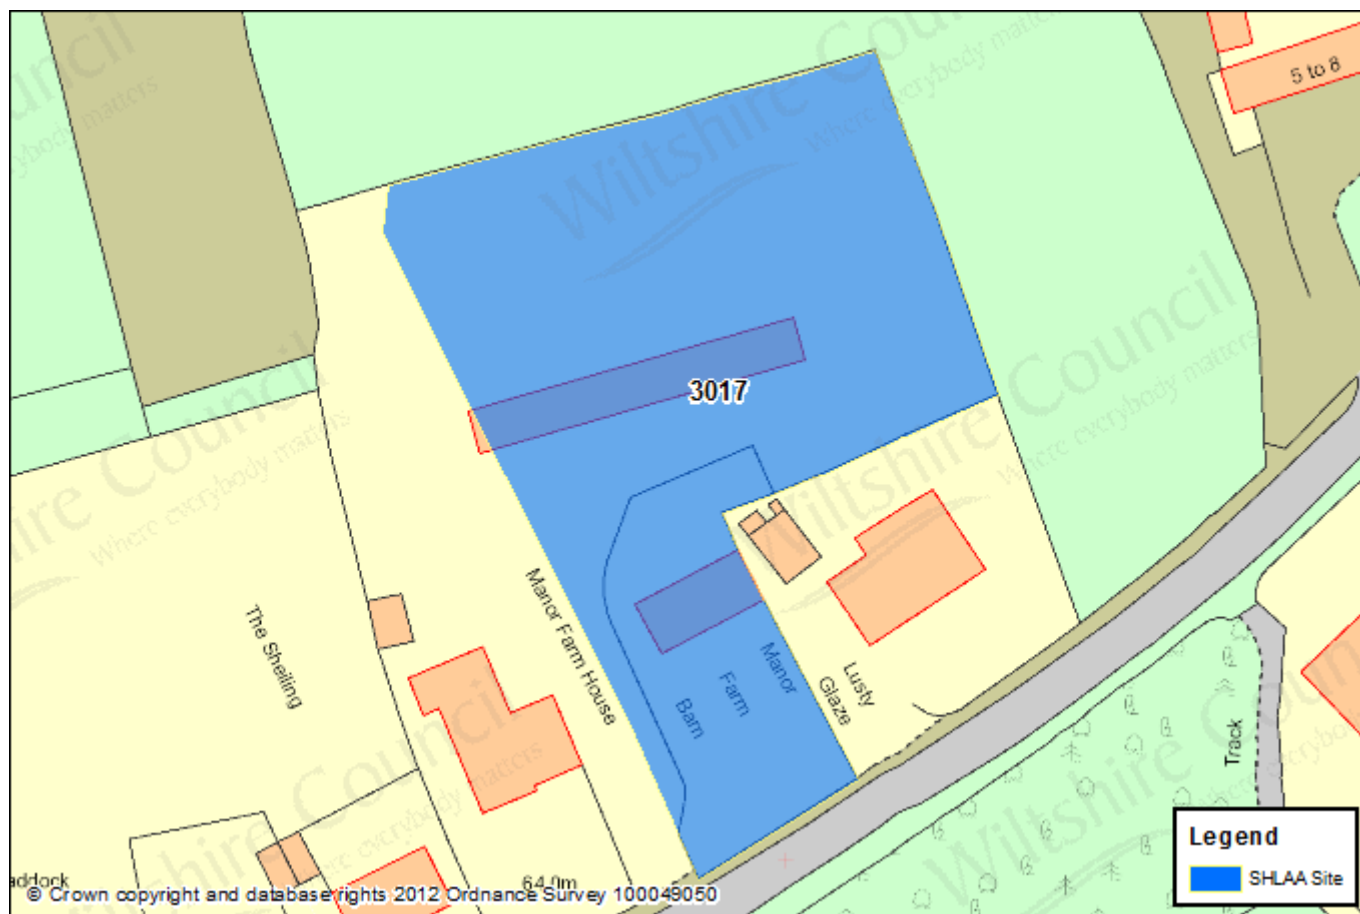 Wiltshire Council
Where everybody matters
5 to 8
3017
The Sheiling
Manor Farm House
Manor
Farm
Barn
Lusty
Glaze
Track
64.0m
addock
© Crown copyright and database rights 2012 Ordnance Survey 100049050
Legend
SHLAA Site